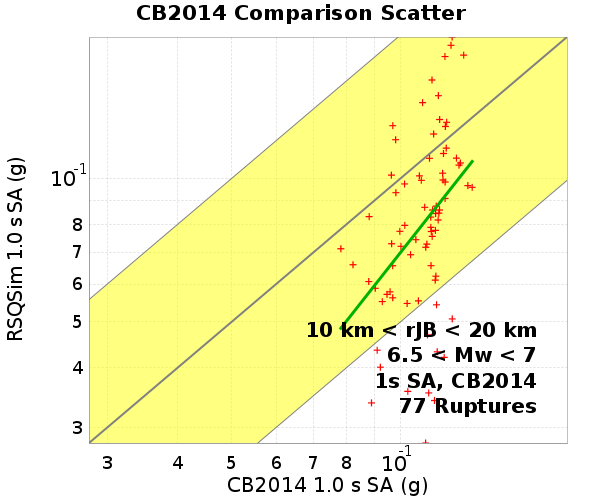 CB2014 Comparison Scatter
RSQSim 1.0 s SA (g)
10-1
8
7
6
5
4
3
10 km < rJB < 20 km
6.5 < Mw < 7
1s SA, CB2014
77 Ruptures
3 4 5 6 7 8 10-1
CB2014 1.0 s SA (g)